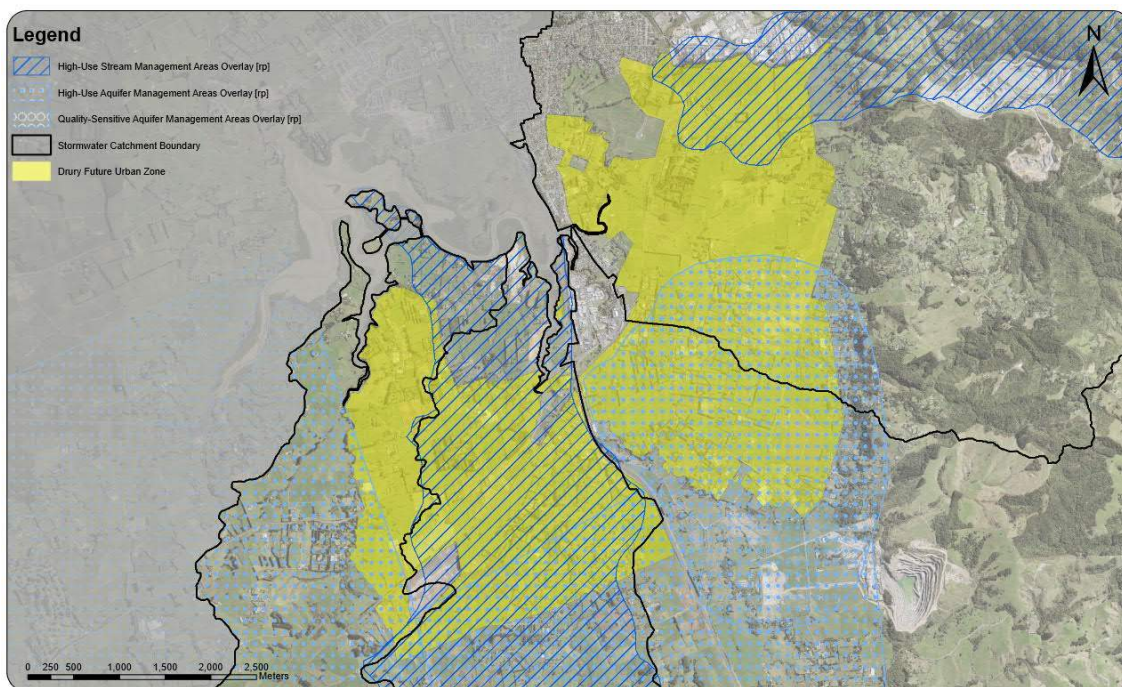 Legend
High-Use Stream Management Areas Overlay [rp]
High-Use Aquifer Management Areas Overlay [rp]
Quality-Sensitive Aquifer Management Areas Overlay [rp]
Stormwater Catchment Boundary
Drury Future Urban Zone
N
0 250 500 1,000 1,500 2,000 2,500
Meters